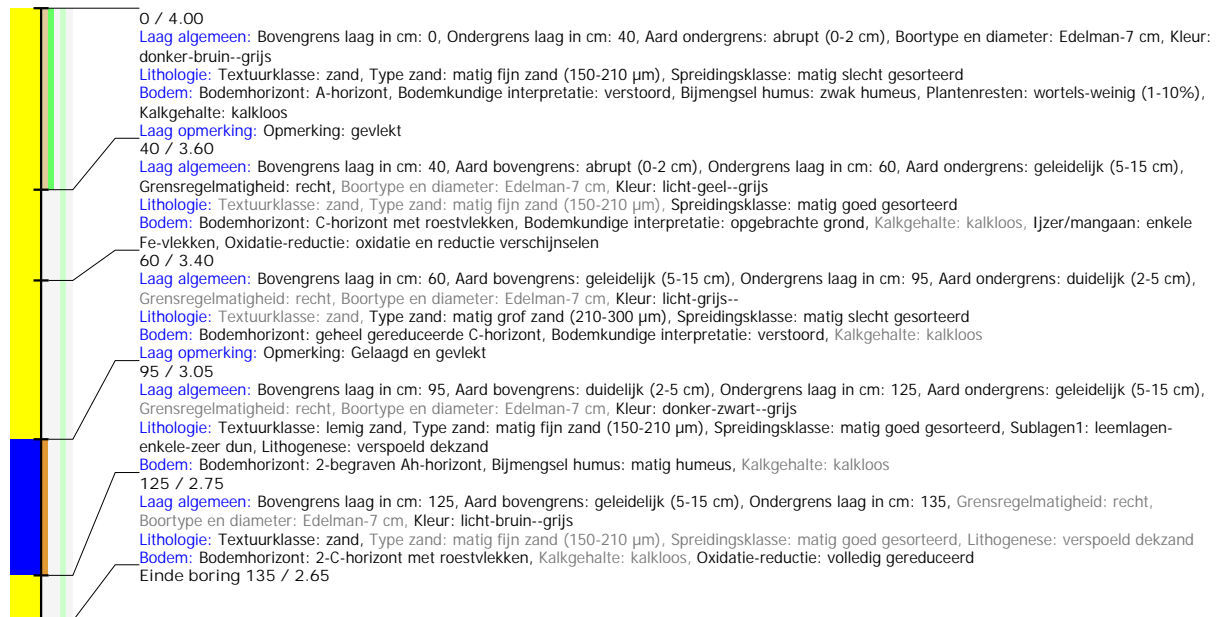 0 / 4.00
Laag algemeen: Bovengrens laag in cm: 0, Ondergrens laag in cm: 40, Aard ondergrens: abrupt (0-2 cm), Boortype en diameter: Edelman-7 cm, Kleur:
donker-bruin--grijs
Lithologie: Textuurklasse: zand, Type zand: matig fijn zand (150-210 µm), Spreidingsklasse: matig slecht gesorteerd
Bodem: Bodemhorizont: A-horizont, Bodemkundige interpretatie: verstoord, Bijmengsel humus: zwak humeus, Plantenresten: wortels-weinig (1-10%),
Kalkgehalte: kalkloos
Laag opmerking: Opmerking: gevlekt
40 / 3.60
Laag algemeen: Bovengrens laag in cm: 40, Aard bovengrens: abrupt (0-2 cm), Ondergrens laag in cm: 60, Aard ondergrens: geleidelijk (5-15 cm),
Grensregelmatigheid: recht, Boortype en diameter: Edelman-7 cm, Kleur: licht-geel--grijs
Lithologie: Textuurklasse: zand, Type zand: matig fijn zand (150-210 µm), Spreidingsklasse: matig goed gesorteerd
Bodem: Bodemhorizont: C-horizont met roestvlekken, Bodemkundige interpretatie: opgebrachte grond, Kalkgehalte: kalkloos, Ijzer/mangaan: enkele
Fe-vlekken, Oxidatie-reductie: oxidatie en reductie verschijnselen
60 / 3.40
Laag algemeen: Bovengrens laag in cm: 60, Aard bovengrens: geleidelijk (5-15 cm), Ondergrens laag in cm: 95, Aard ondergrens: duidelijk (2-5 cm),
Grensregelmatigheid: recht, Boortype en diameter: Edelman-7 cm, Kleur: licht-grijs--
Lithologie: Textuurklasse: zand, Type zand: matig grof zand (210-300 µm), Spreidingsklasse: matig slecht gesorteerd
Bodem: Bodemhorizont: geheel gereduceerde C-horizont, Bodemkundige interpretatie: verstoord, Kalkgehalte: kalkloos
Laag opmerking: Opmerking: Gelaagd en gevlekt
95 / 3.05
Laag algemeen: Bovengrens laag in cm: 95, Aard bovengrens: duidelijk (2-5 cm), Ondergrens laag in cm: 125, Aard ondergrens: geleidelijk (5-15 cm),
Grensregelmatigheid: recht, Boortype en diameter: Edelman-7 cm, Kleur: donker-zwart--grijs
Lithologie: Textuurklasse: lemig zand, Type zand: matig fijn zand (150-210 µm), Spreidingsklasse: matig goed gesorteerd, Sublagen1: leemlagen-
enkele-zeer dun, Lithogenese: verspoeld dekzand
Bodem: Bodemhorizont: 2-begraven Ah-horizont, Bijmengsel humus: matig humeus, Kalkgehalte: kalkloos
125 / 2.75
Laag algemeen: Bovengrens laag in cm: 125, Aard bovengrens: geleidelijk (5-15 cm), Ondergrens laag in cm: 135, Grensregelmatigheid: recht,
Boortype en diameter: Edelman-7 cm, Kleur: licht-bruin--grijs
Lithologie: Textuurklasse: zand, Type zand: matig fijn zand (150-210 µm), Spreidingsklasse: matig goed gesorteerd, Lithogenese: verspoeld dekzand
Bodem: Bodemhorizont: 2-C-horizont met roestvlekken, Kalkgehalte: kalkloos, Oxidatie-reductie: volledig gereduceerd
Einde boring 135 / 2.65